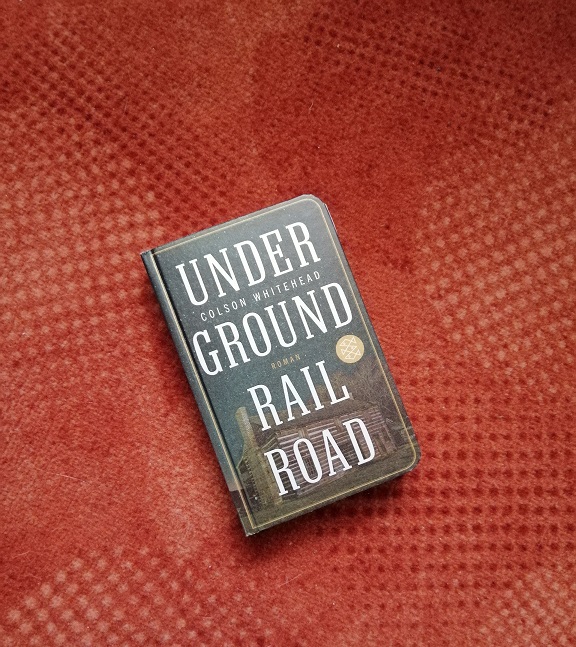 UNDER
COLSON WHITEHEAD
GROUND
ROMAN
RAIL
ROAD